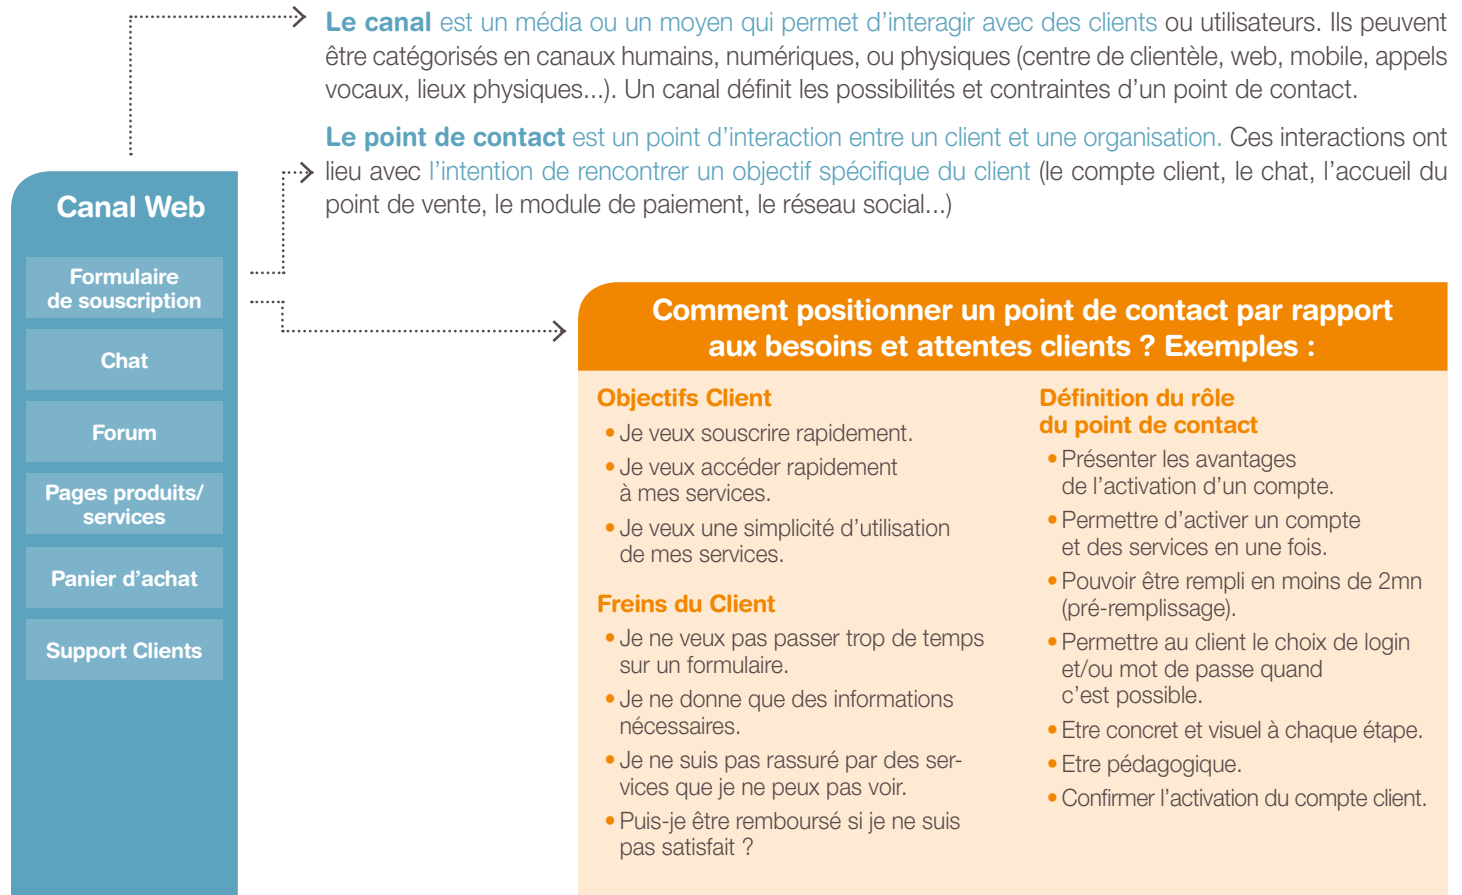 Le canal est un média ou un moyen qui permet d’interagir avec des clients ou utilisateurs. Ils peuvent
être catégorisés en canaux humains, numériques, ou physiques (centre de clientèle, web, mobile, appels
vocaux, lieux physiques...). Un canal définit les possibilités et contraintes d’un point de contact.
Le point de contact est un point d’interaction entre un client et une organisation. Ces interactions ont
lieu avec l’intention de rencontrer un objectif spécifique du client (le compte client, le chat, l’accueil du
point de vente, le module de paiement, le réseau social...)
Canal Web
Formulaire
de souscription
Chat
Forum
Pages produits/
services
Panier d’achat
Support Clients
Comment positionner un point de contact par rapport
aux besoins et attentes clients ? Exemples :
Objectifs Client
• Je veux souscrire rapidement.
• Je veux accéder rapidement
à mes services.
• Je veux une simplicité d’utilisation
de mes services.
Freins du Client
• Je ne veux pas passer trop de temps
sur un formulaire.
• Je ne donne que des informations
nécessaires.
• Je ne suis pas rassuré par des ser-
vices que je ne peux pas voir.
• Puis-je être remboursé si je ne suis
pas satisfait ?
Définition du rôle
du point de contact
• Présenter les avantages
de l’activation d’un compte.
• Permettre d’activer un compte
et des services en une fois.
• Pouvoir être rempli en moins de 2mn
(pré-remplissage).
• Permettre au client le choix de login
et/ou mot de passe quand
c’est possible.
• Etre concret et visuel à chaque étape.
• Etre pédagogique.
• Confirmer l’activation du compte client.